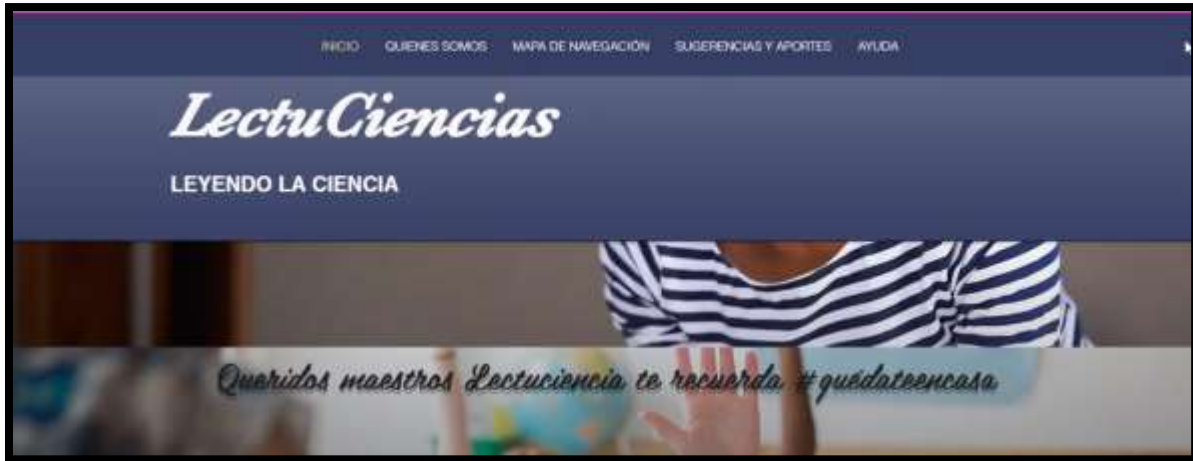 INICIO QUIENES SOMOS MAPA DE NAVEGACIÓN SUGERENCIAS Y APORTES AYUDA
LectuCiencias
LEYENDO LA CIENCIA
Queridos maestros Lectuciencia te recuerda #quédateencasa